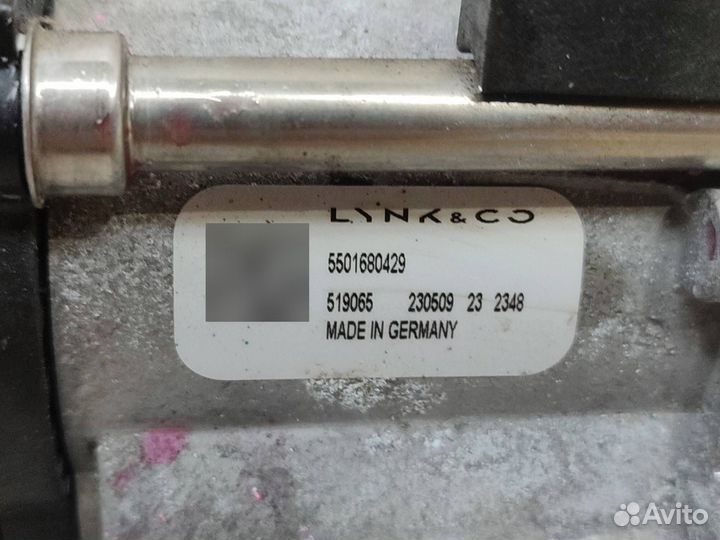 LYNK&CO
5501680429
519065 230509 23 2348
MADE IN GERMANY
Avito